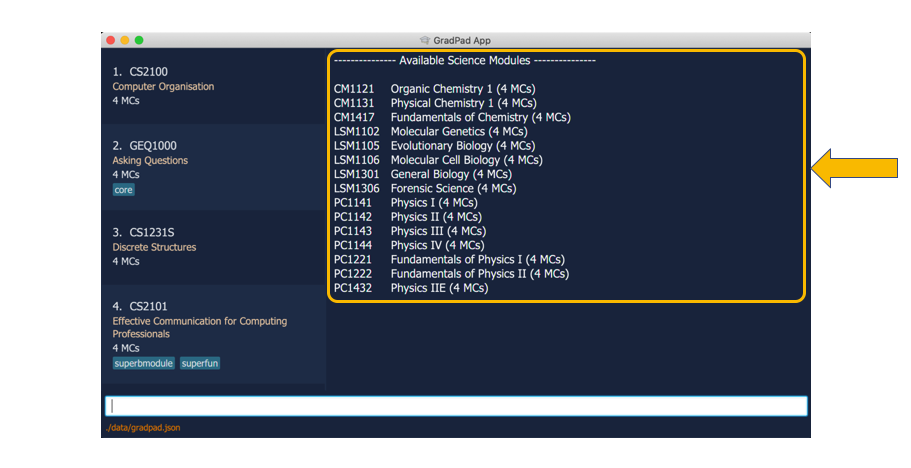 GradPad App
1. CS2100
Computer Organisation
4 MCs
2. GEQ1000
Asking Questions
4 MCs
core
3. CS1231S
Discrete Structures
4 MCs
4. CS2101
Effective Communication for Computing
Professionals
4 MCs
superbmodule superfun
--------------- Available Science Modules ---------------
CM1121 Organic Chemistry 1 (4 MCs)
CM1131 Physical Chemistry 1 (4 MCs)
CM1417 Fundamentals of Chemistry (4 MCs)
LSM1102 Molecular Genetics (4 MCs)
LSM1105 Evolutionary Biology (4 MCs)
LSM1106 Molecular Cell Biology (4 MCs)
LSM1301 General Biology (4 MCs)
LSM1306 Forensic Science (4 MCs)
PC1141 Physics I (4 MCs)
PC1142 Physics II (4 MCs)
PC1143 Physics III (4 MCs)
PC1144 Physics IV (4 MCs)
PC1221 Fundamentals of Physics I (4 MCs)
PC1222 Fundamentals of Physics II (4 MCs)
PC1432 Physics IIE (4 MCs)
./data/gradpad.json